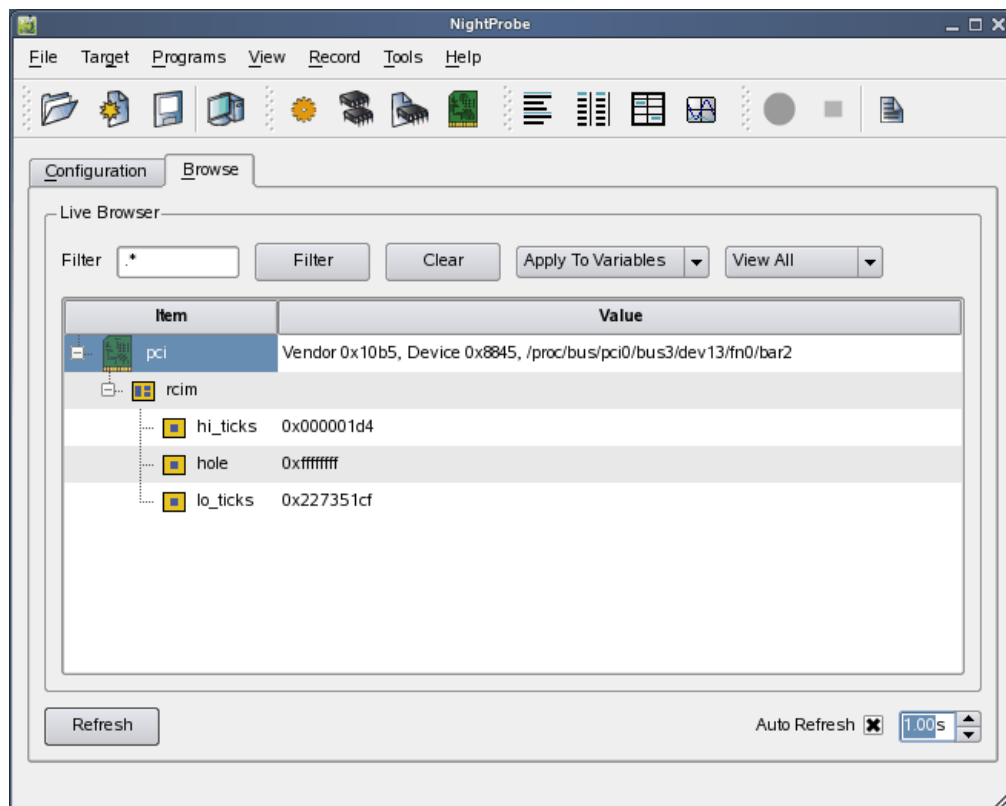 NightProbe
File Target Programs View Record Tools Help
Configuration Browse
Live Browser
Filter .* Filter Clear Apply To Variables View All
Item Value
pci Vendor 0x10b5, Device 0x8845, /proc/bus/pci0/bus3/dev13/fn0/bar2
rcim
hi_ticks 0x000001d4
hole 0xffffffff
lo_ticks 0x227351cf
Refresh Auto Refresh 1.00s